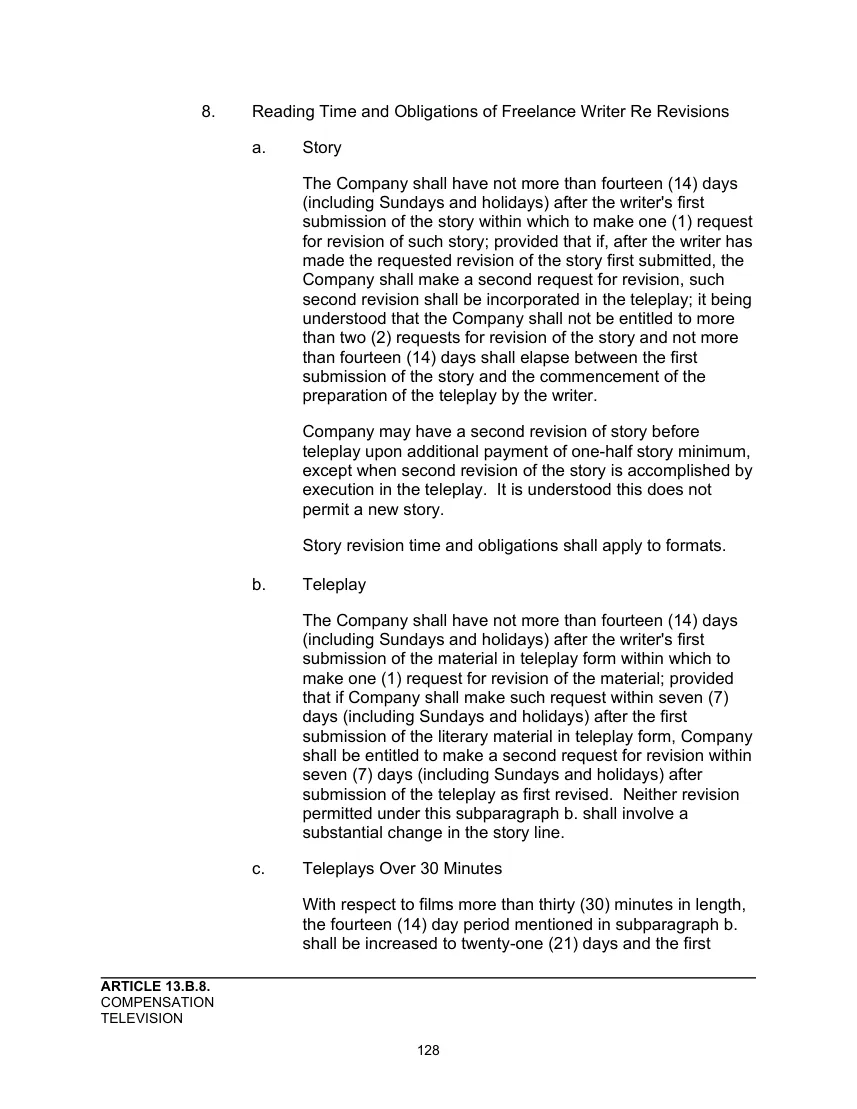 8. Reading Time and Obligations of Freelance Writer Re Revisions
a. Story
The Company shall have not more than fourteen (14) days
(including Sundays and holidays) after the writer's first
submission of the story within which to make one (1) request
for revision of such story; provided that if, after the writer has
made the requested revision of the story first submitted, the
Company shall make a second request for revision, such
second revision shall be incorporated in the teleplay; it being
understood that the Company shall not be entitled to more
than two (2) requests for revision of the story and not more
than fourteen (14) days shall elapse between the first
submission of the story and the commencement of the
preparation of the teleplay by the writer.
Company may have a second revision of story before
teleplay upon additional payment of one-half story minimum,
except when second revision of the story is accomplished by
execution in the teleplay. It is understood this does not
permit a new story.
Story revision time and obligations shall apply to formats.
b. Teleplay
The Company shall have not more than fourteen (14) days
(including Sundays and holidays) after the writer's first
submission of the material in teleplay form within which to
make one (1) request for revision of the material; provided
that if Company shall make such request within seven (7)
days (including Sundays and holidays) after the first
submission of the literary material in teleplay form, Company
shall be entitled to make a second request for revision within
seven (7) days (including Sundays and holidays) after
submission of the teleplay as first revised. Neither revision
permitted under this subparagraph b. shall involve a
substantial change in the story line.
c. Teleplays Over 30 Minutes
With respect to films more than thirty (30) minutes in length,
the fourteen (14) day period mentioned in subparagraph b.
shall be increased to twenty-one (21) days and the first
ARTICLE 13.B.8.
COMPENSATION
TELEVISION
128